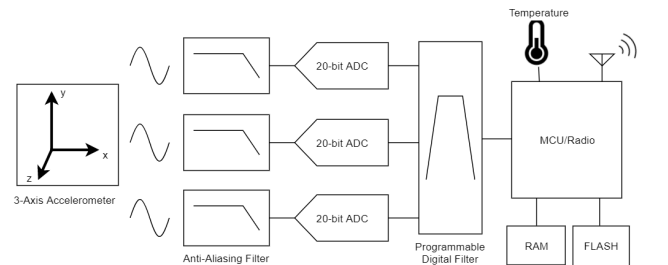 Temperature
20-bit ADC
y
x
z
20-bit ADC
MCU/Radio
3-Axis Accelerometer
20-bit ADC
Anti-Aliasing Filter
Programmable
Digital Filter
RAM
FLASH